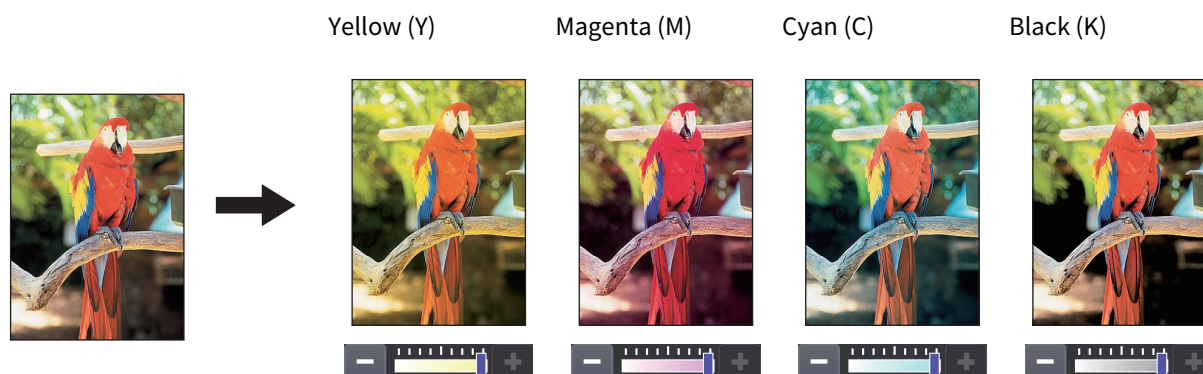 Yellow (Y)
Magenta (M)
Cyan (C)
Black (K)